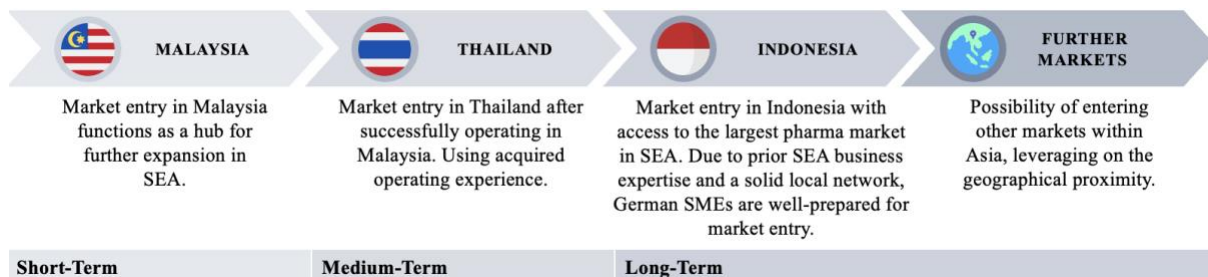 MALAYSIA
THAILAND
INDONESIA
FURTHER
MARKETS
Market entry in Malaysia
functions as a hub for
further expansion in
SEA.
Market entry in Thailand after
successfully operating in
Malaysia. Using acquired
operating experience.
Market entry in Indonesia with
access to the largest pharma market
in SEA. Due to prior SEA business
expertise and a solid local network,
German SMEs are well-prepared for
market entry.
Possibility of entering
other markets within
Asia, leveraging on the
geographical proximity.
Short-Term
Medium-Term
Long-Term